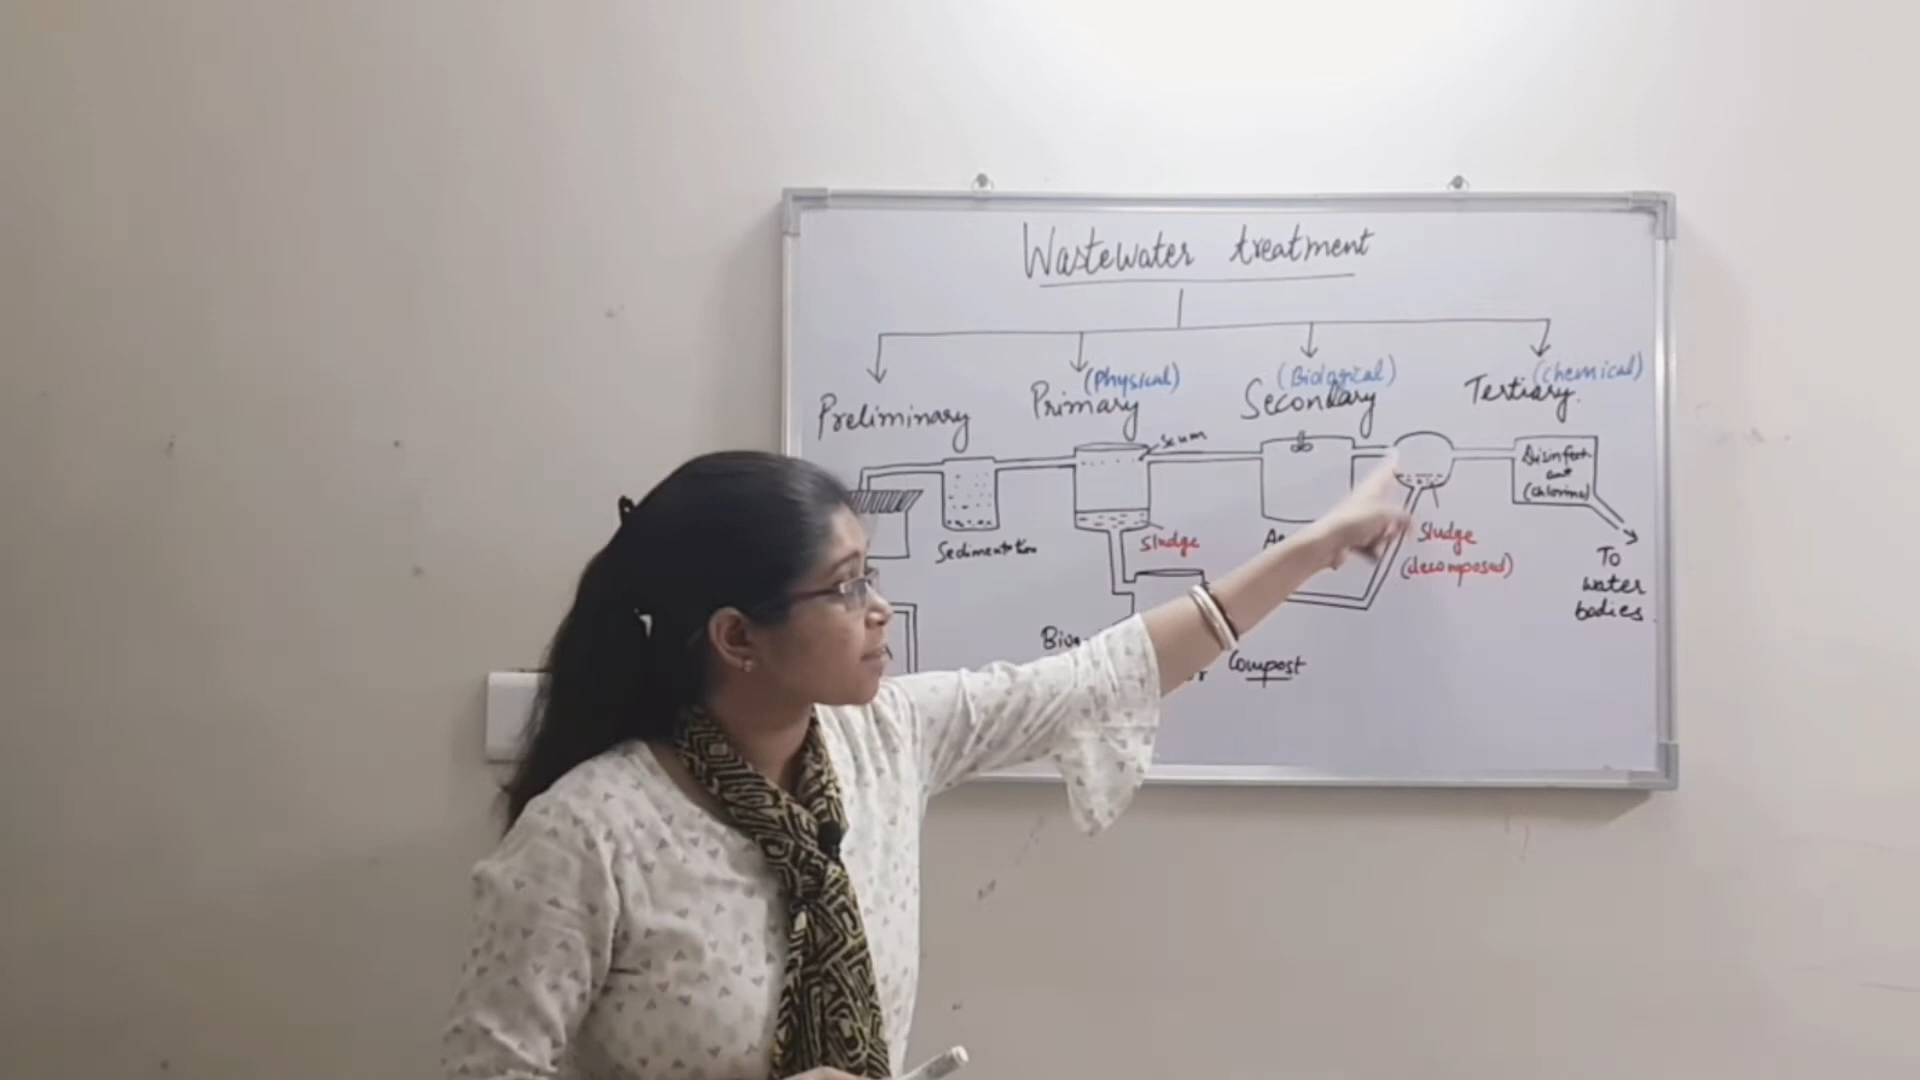 Wastewater treatment
Preliminary
(Physical)
Primary
(Biological)
Secondary
(chemical)
Tertiary.
scum
Sedimentation
Sludge
Disinfect-
ant
(chlorine)
Sludge
(decomposed)
To
water
bodies.
Compost